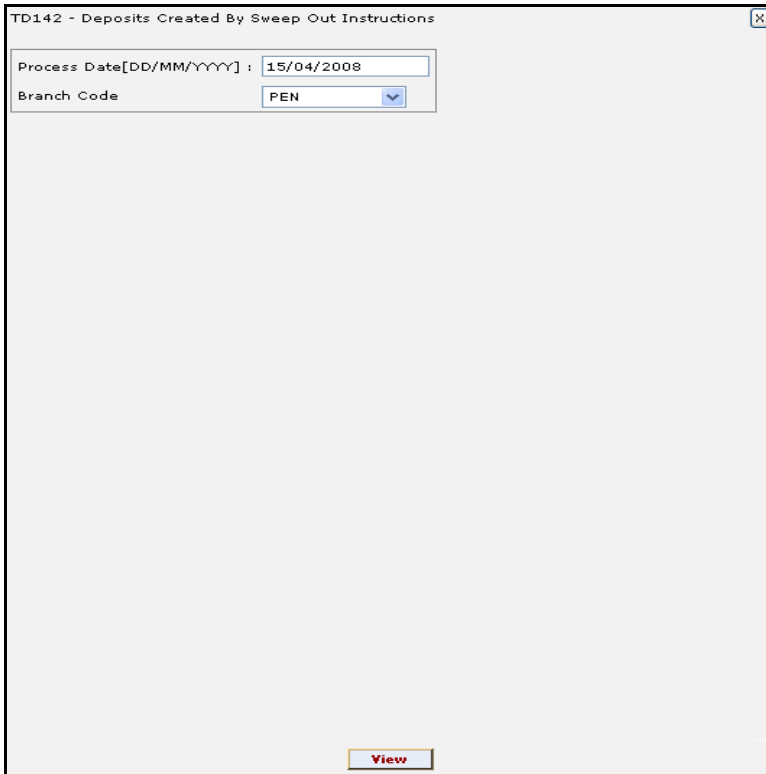 TD142 - Deposits Created By Sweep Out Instructions
X
Process Date[DD/MM/YYYY] : 15/04/2008
Branch Code PEN
View